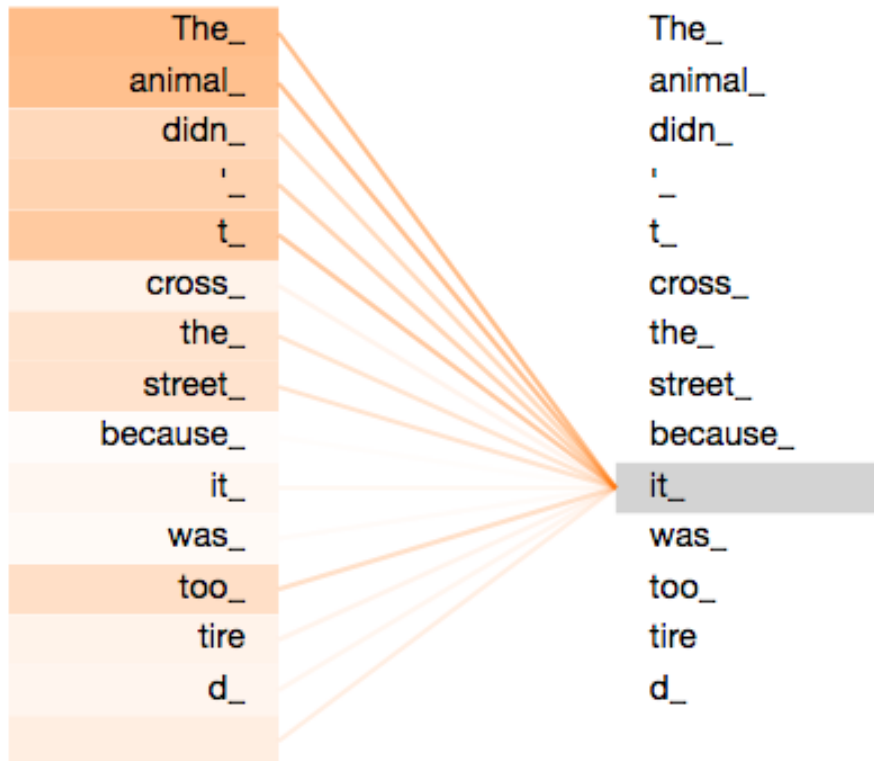 The_ The_
animal_ animal_
didn_ didn_
'_ '_
t_ t_
cross_ cross_
the_ the_
street_ street_
because_ because_
it_ it_
was_ was_
too_ too_
tire tire
d_ d_